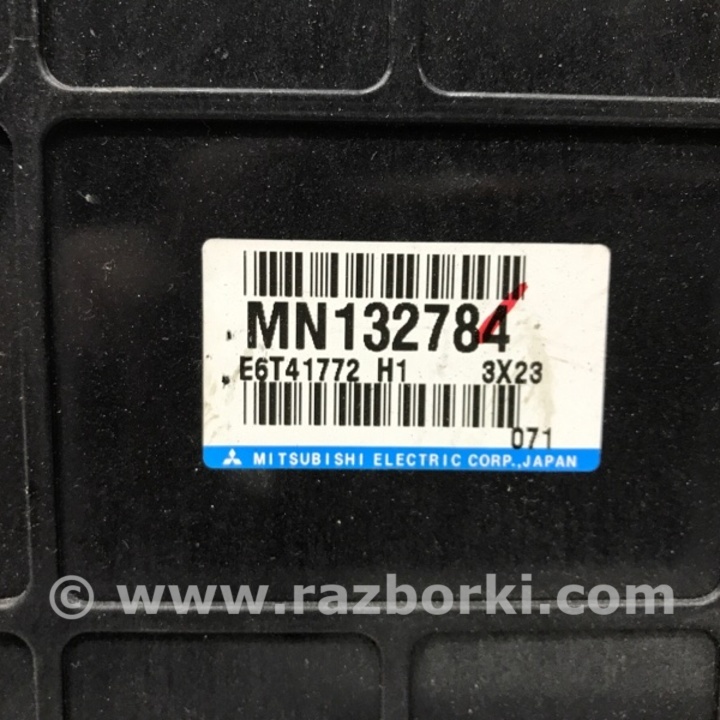 MN132784
E6T41772 H1 3X23
071
MITSUBISHI ELECTRIC CORP.,JAPAN
© www.razborki.com